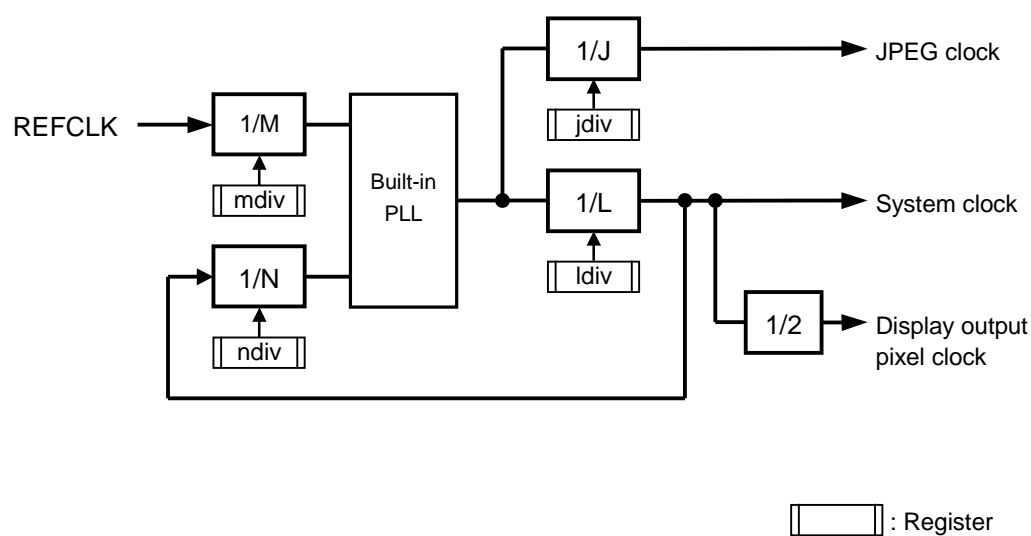 1/J
JPEG clock
jdiv
REFCLK
1/M
mdiv
Built-in
PLL
1/L
System clock
ldiv
1/N
ndiv
1/2
Display output
pixel clock
: Register